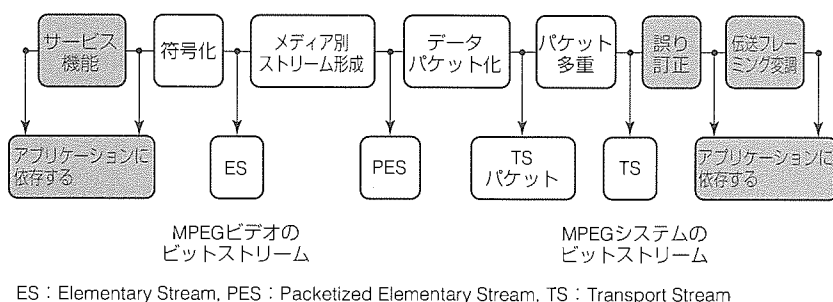 サービス
機能
符号化
メディア別
ストリーム形成
データ
パケット化
パケット
多重
誤り
訂正
伝送フレー
ミング変調
アプリケーションに
依存する
ES
PES
TS
パケット
TS
アプリケーションに
依存する
MPEGビデオの
ビットストリーム
MPEGシステムの
ビットストリーム
ES：Elementary Stream, PES：Packetized Elementary Stream, TS：Transport Stream